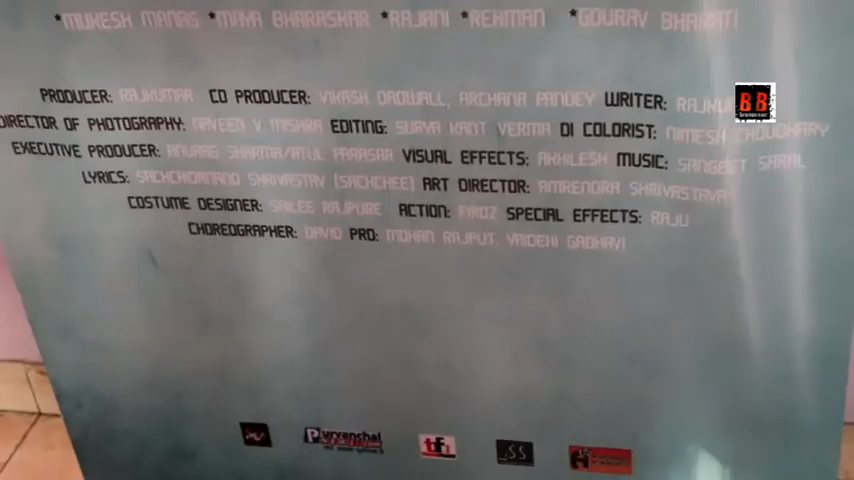 *MUKESH MANAS *MAYA BHARASKAR *RAJANI *REHMAN *GOURAV BHARATI
PRODUCER: RAJKUMAR CO PRODUCER: VIKASH DADWALL, ARCHANA PANDEY WRITER:
DIRECTOR OF PHOTOGRAPHY: NAVEEN V MISHRA EDITING: SURYA KANT VERMA DI COLORIST: NIMESH CHOUDHARY
EXECUTIVE PRODUCER: ANURAG SHARMA/ATUL PARASAR VISUAL EFFECTS: AKHILESH MUSIC: SANGEET SARAL
LYRICS: SACHCHIDANAND SHRIVASTAV (SACHCHEE) ART DIRECTOR: AMRENDRA SHRIVASTAVA
COSTUME DESIGNER: SAILEE RAJPURE ACTION: FIROZ SPECIAL EFFECTS: RAJU
CHOREOGRAPHER: DAVID PRO: MOHAN RAJPUT, VAIDEHI GADHAVI
BB
Purvanchal
SS